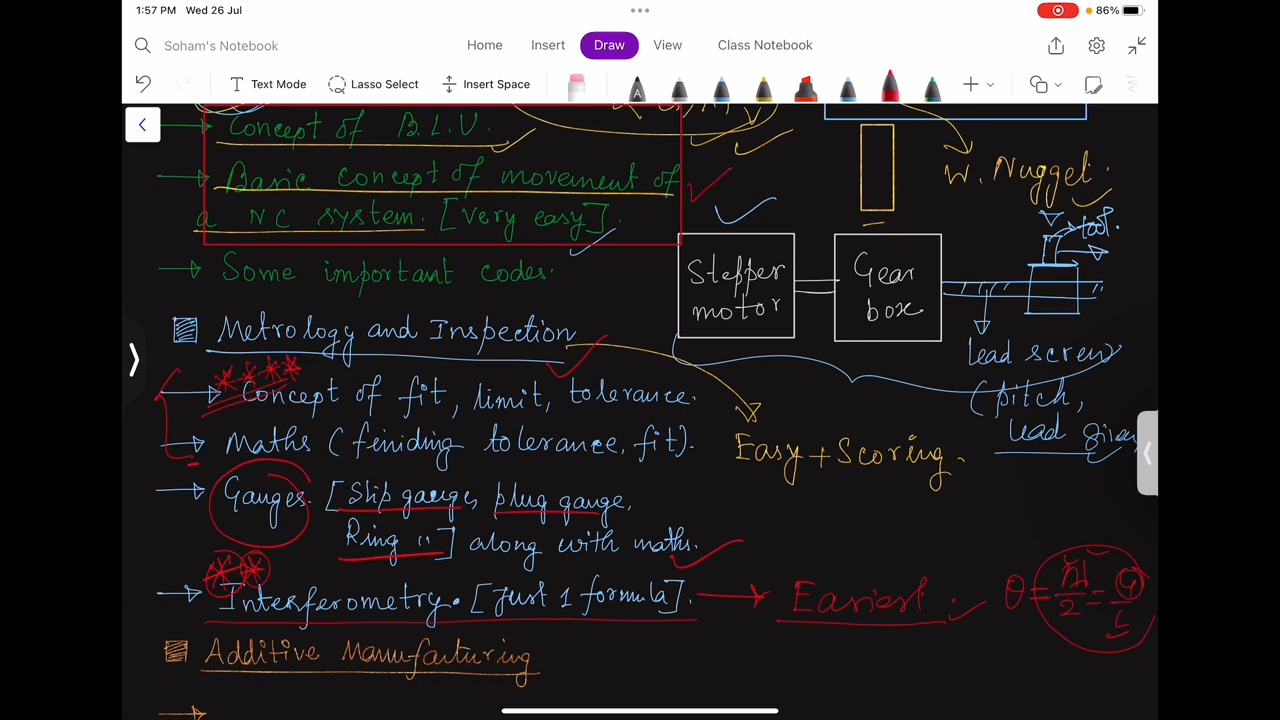 1:57 PM Wed 26 Jul
86%
Soham's Notebook
Home Insert Draw View Class Notebook
Text Mode Lasso Select Insert Space
A
Concept of B.L.U.
Basic concept of movement of
a NC system. [very easy].
Some important codes.
W. Nugget.
tool.
Stepper motor
Gear box
lead screw
(pitch,
lead given
Metrology and Inspection
Concept of fit, limit, tolerance.
Maths (finiding tolerance, fit).
Easy + Scoring.
Gauges. [Slip gauge, plug gauge,
Ring "] along with maths.
Interferometry. [Just 1 formula]. Easiest.
Additive Manufacturing